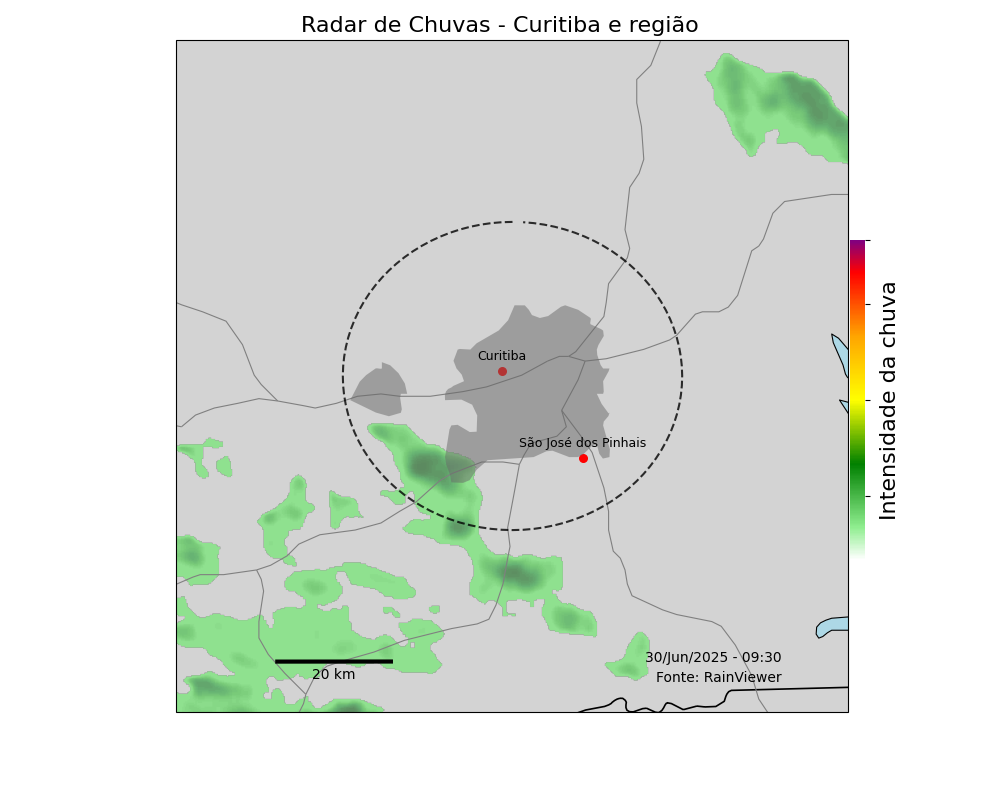 Radar de Chuvas - Curitiba e região
Curitiba
São José dos Pinhais
Intensidade da chuva
30/Jun/2025 - 09:30
Fonte: RainViewer
20 km